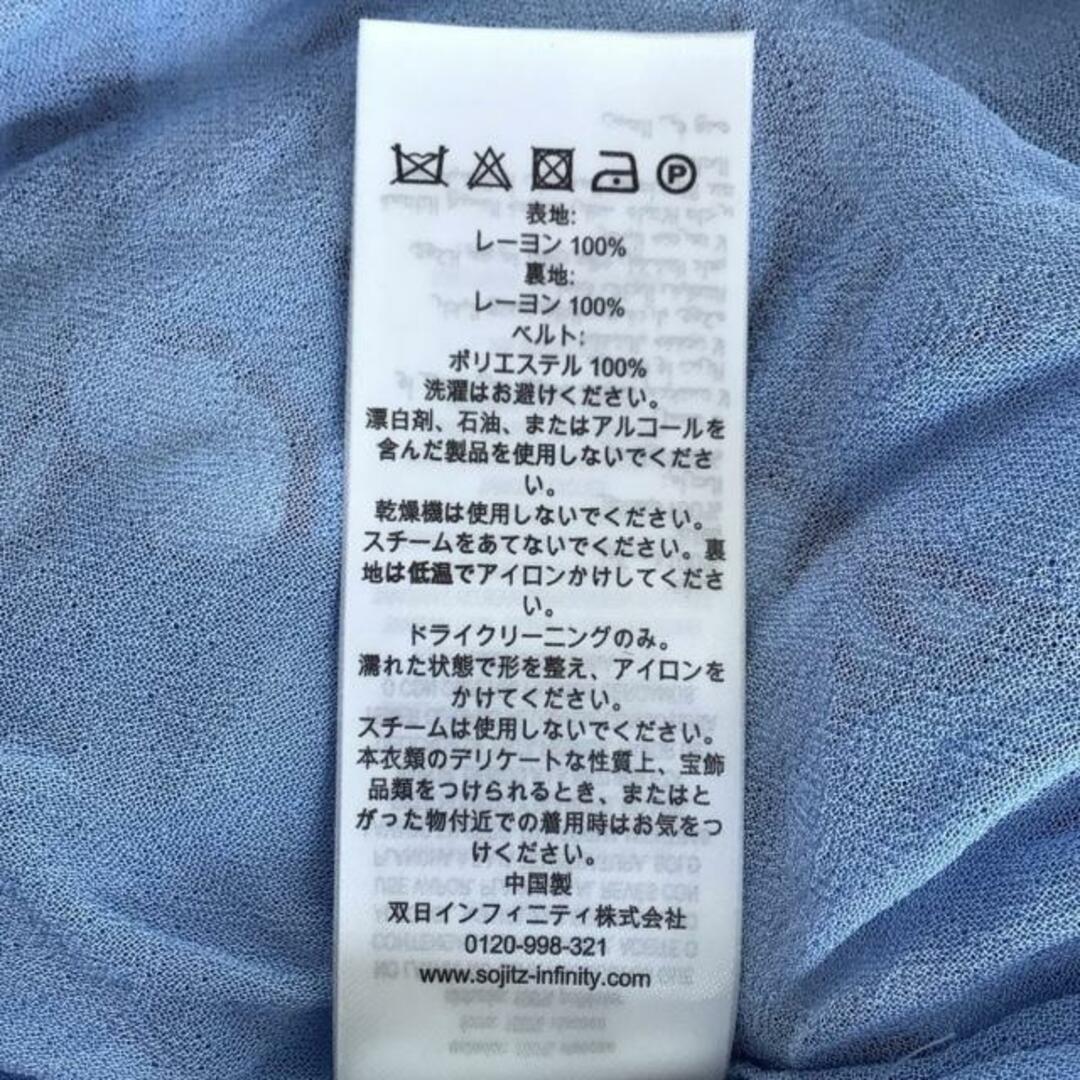 P
表地:
レーヨン 100%
裏地:
レーヨン 100%
ベルト:
ポリエステル 100%
洗濯はお避けください。
漂白剤、石油、またはアルコールを
含んだ製品を使用しないでくださ
い。
乾燥機は使用しないでください。
スチームをあてないでください。裏
地は低温でアイロンかけしてくださ
い。
ドライクリーニングのみ。
濡れた状態で形を整え、アイロンを
かけてください。
スチームは使用しないでください。
本衣類のデリケートな性質上、宝飾
品類をつけられるとき、またはと
がった物付近での着用時はお気をつ
けください。
中国製
双日インフィニティ株式会社
0120-998-321
www.sojitz-infinity.com